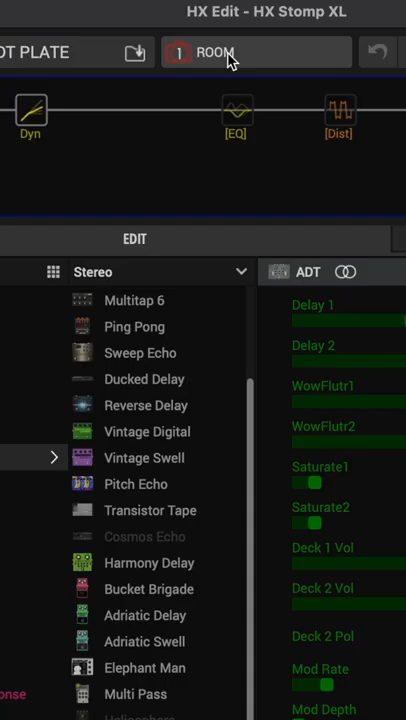 HX Edit - HX Stomp XL
OT PLATE
1 ROOM
Dyn
[EQ]
[Dist]
EDIT
Stereo
ADT
Multitap 6
Ping Pong
Sweep Echo
Ducked Delay
Reverse Delay
Vintage Digital
Vintage Swell
Pitch Echo
Transistor Tape
Cosmos Echo
Harmony Delay
Bucket Brigade
Adriatic Delay
Adriatic Swell
Elephant Man
Multi Pass
Heliosphere
onse
Delay 1
Delay 2
WowFlutr1
WowFlutr2
Saturate1
Saturate2
Deck 1 Vol
Deck 2 Vol
Deck 2 Pol
Mod Rate
Mod Depth